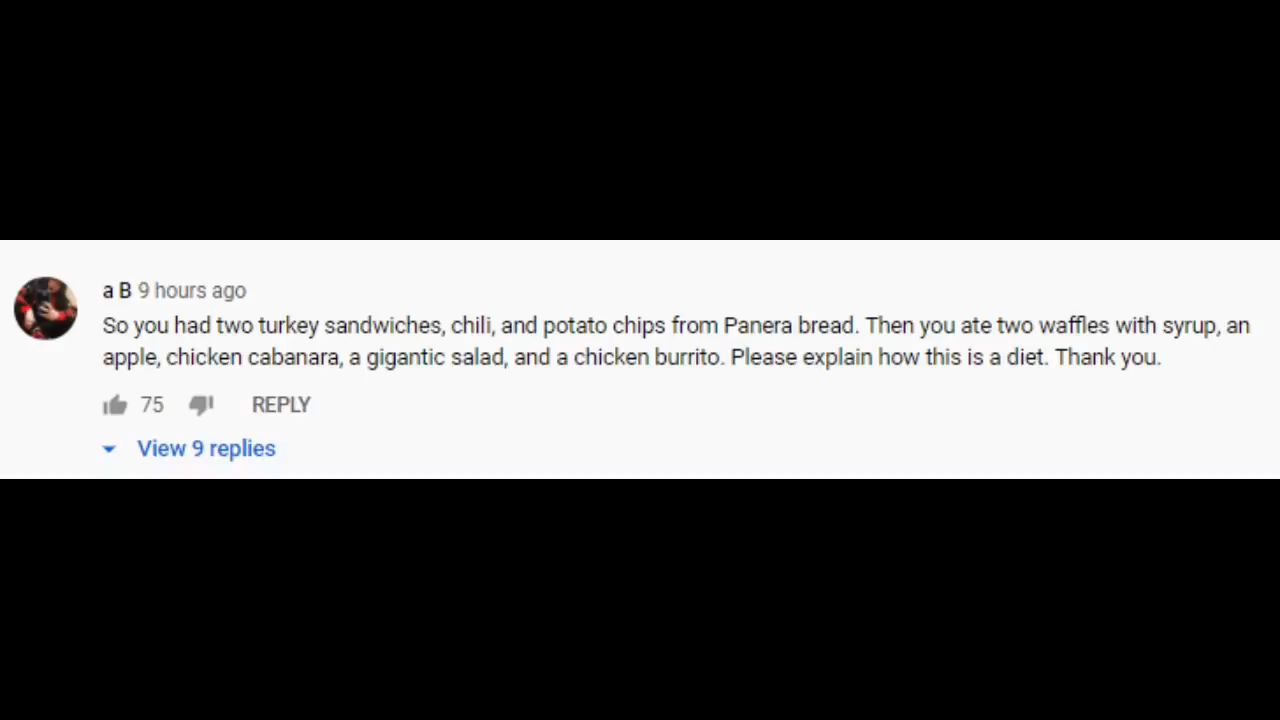 a B 9 hours ago
So you had two turkey sandwiches, chili, and potato chips from Panera bread. Then you ate two waffles with syrup, an
apple, chicken cabanara, a gigantic salad, and a chicken burrito. Please explain how this is a diet. Thank you.
75 REPLY
View 9 replies